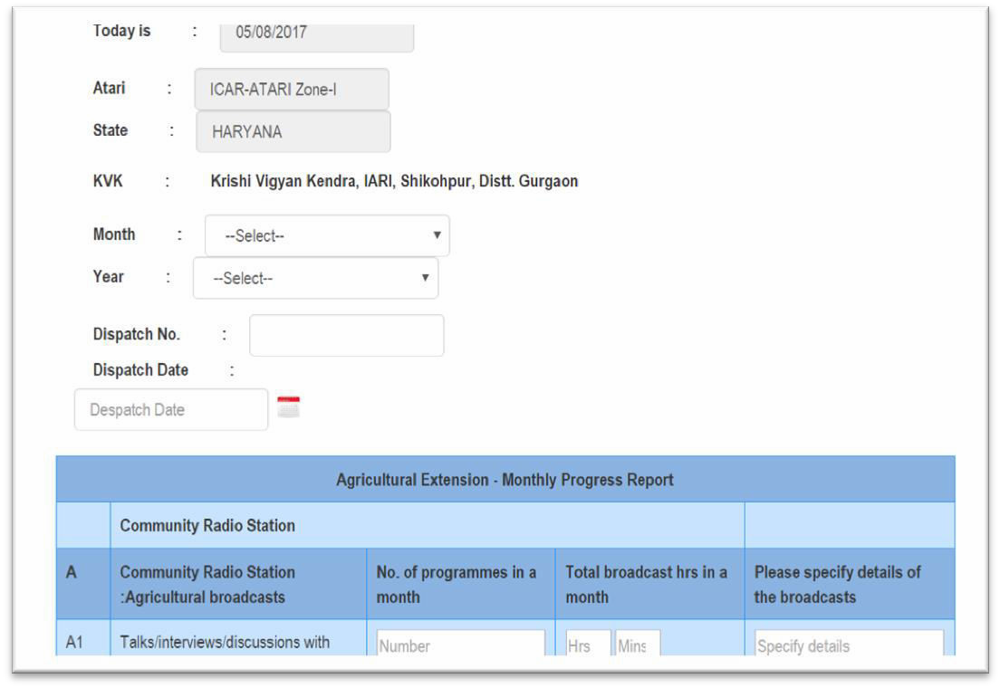 Today is : 05/08/2017
Atari : ICAR-ATARI Zone-I
State : HARYANA
KVK : Krishi Vigyan Kendra, IARI, Shikohpur, Distt. Gurgaon
Month : --Select--
Year : --Select--
Dispatch No. :
Dispatch Date :
Despatch Date
Agricultural Extension - Monthly Progress Report
Community Radio Station
A Community Radio Station :Agricultural broadcasts No. of programmes in a month Total broadcast hrs in a month Please specify details of the broadcasts
A1 Talks/interviews/discussions with Number Hrs Mins Specify details